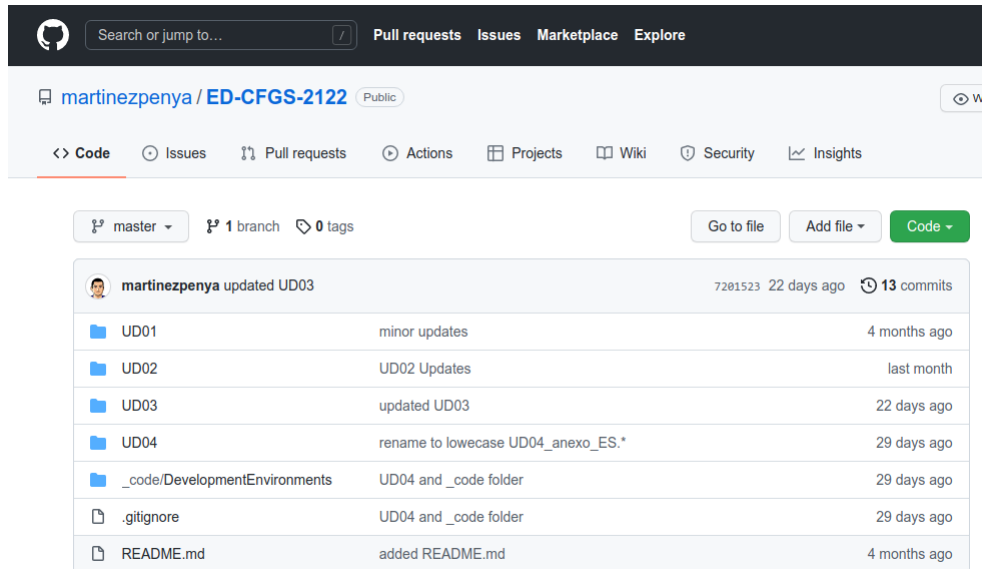 Search or jump to... / Pull requests Issues Marketplace Explore
martinezpenya / ED-CFGS-2122 Public W
<> Code Issues Pull requests Actions Projects Wiki Security Insights
master 1 branch 0 tags Go to file Add file Code
martinezpenya updated UD03 7201523 22 days ago 13 commits
UD01 minor updates 4 months ago
UD02 UD02 Updates last month
UD03 updated UD03 22 days ago
UD04 rename to lowecase UD04_anexo_ES.* 29 days ago
_code/DevelopmentEnvironments UD04 and _code folder 29 days ago
.gitignore UD04 and _code folder 29 days ago
README.md added README.md 4 months ago